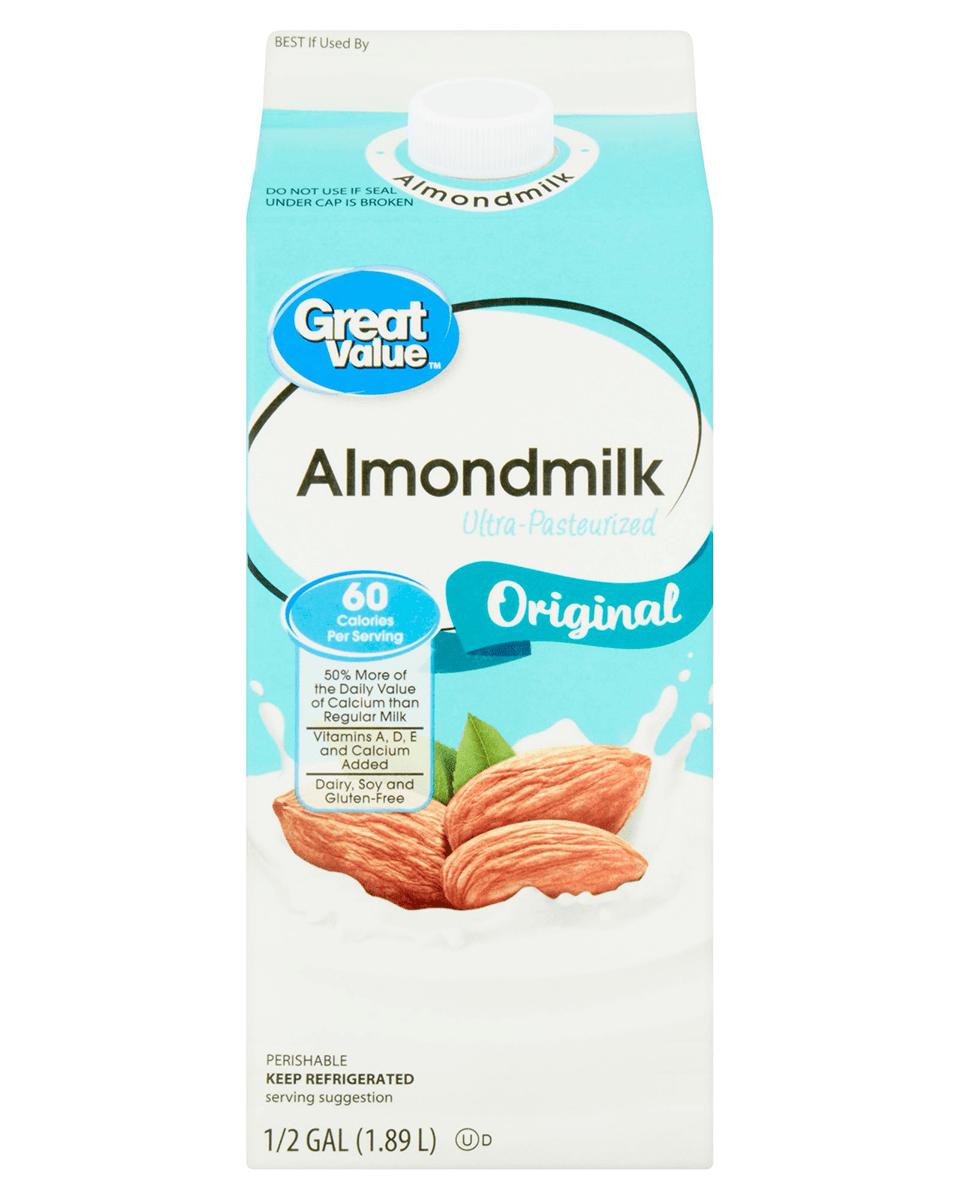 BEST If Used By
Almondmilk
DO NOT USE IF SEAL
UNDER CAP IS BROKEN
Great
Value™
Almondmilk
Ultra-Pasteurized
Original
60
Calories
Per Serving
50% More of
the Daily Value
of Calcium than
Regular Milk
Vitamins A, D, E
and Calcium
Added
Dairy, Soy and
Gluten-Free
PERISHABLE
KEEP REFRIGERATED
serving suggestion
1/2 GAL (1.89 L) Ⓤ D